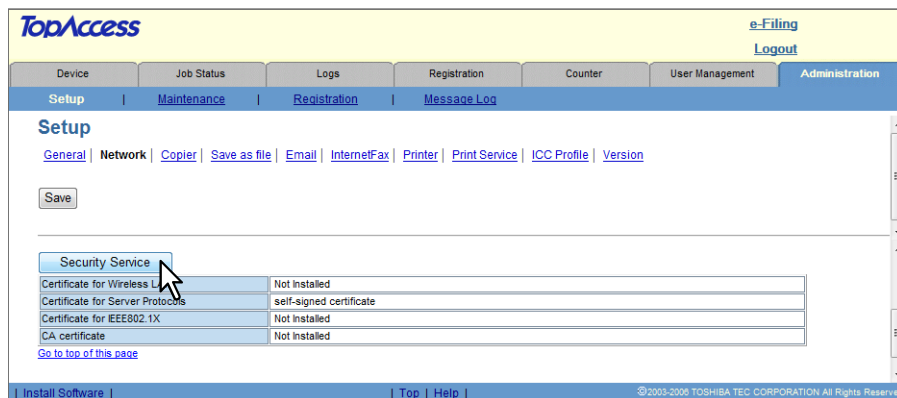 TopAccess
e-Filing
Logout
Device Job Status Logs Registration Counter User Management Administration
Setup | Maintenance | Registration | Message Log
Setup
General | Network | Copier | Save as file | Email | InternetFax | Printer | Print Service | ICC Profile | Version
Save
Security Service
Certificate for Wireless LA Not Installed
Certificate for Server Protocols self-signed certificate
Certificate for IEEE802.1X Not Installed
CA certificate Not Installed
Go to top of this page
| Install Software | | Top | Help | ©2003-2006 TOSHIBA TEC CORPORATION All Rights Reserve